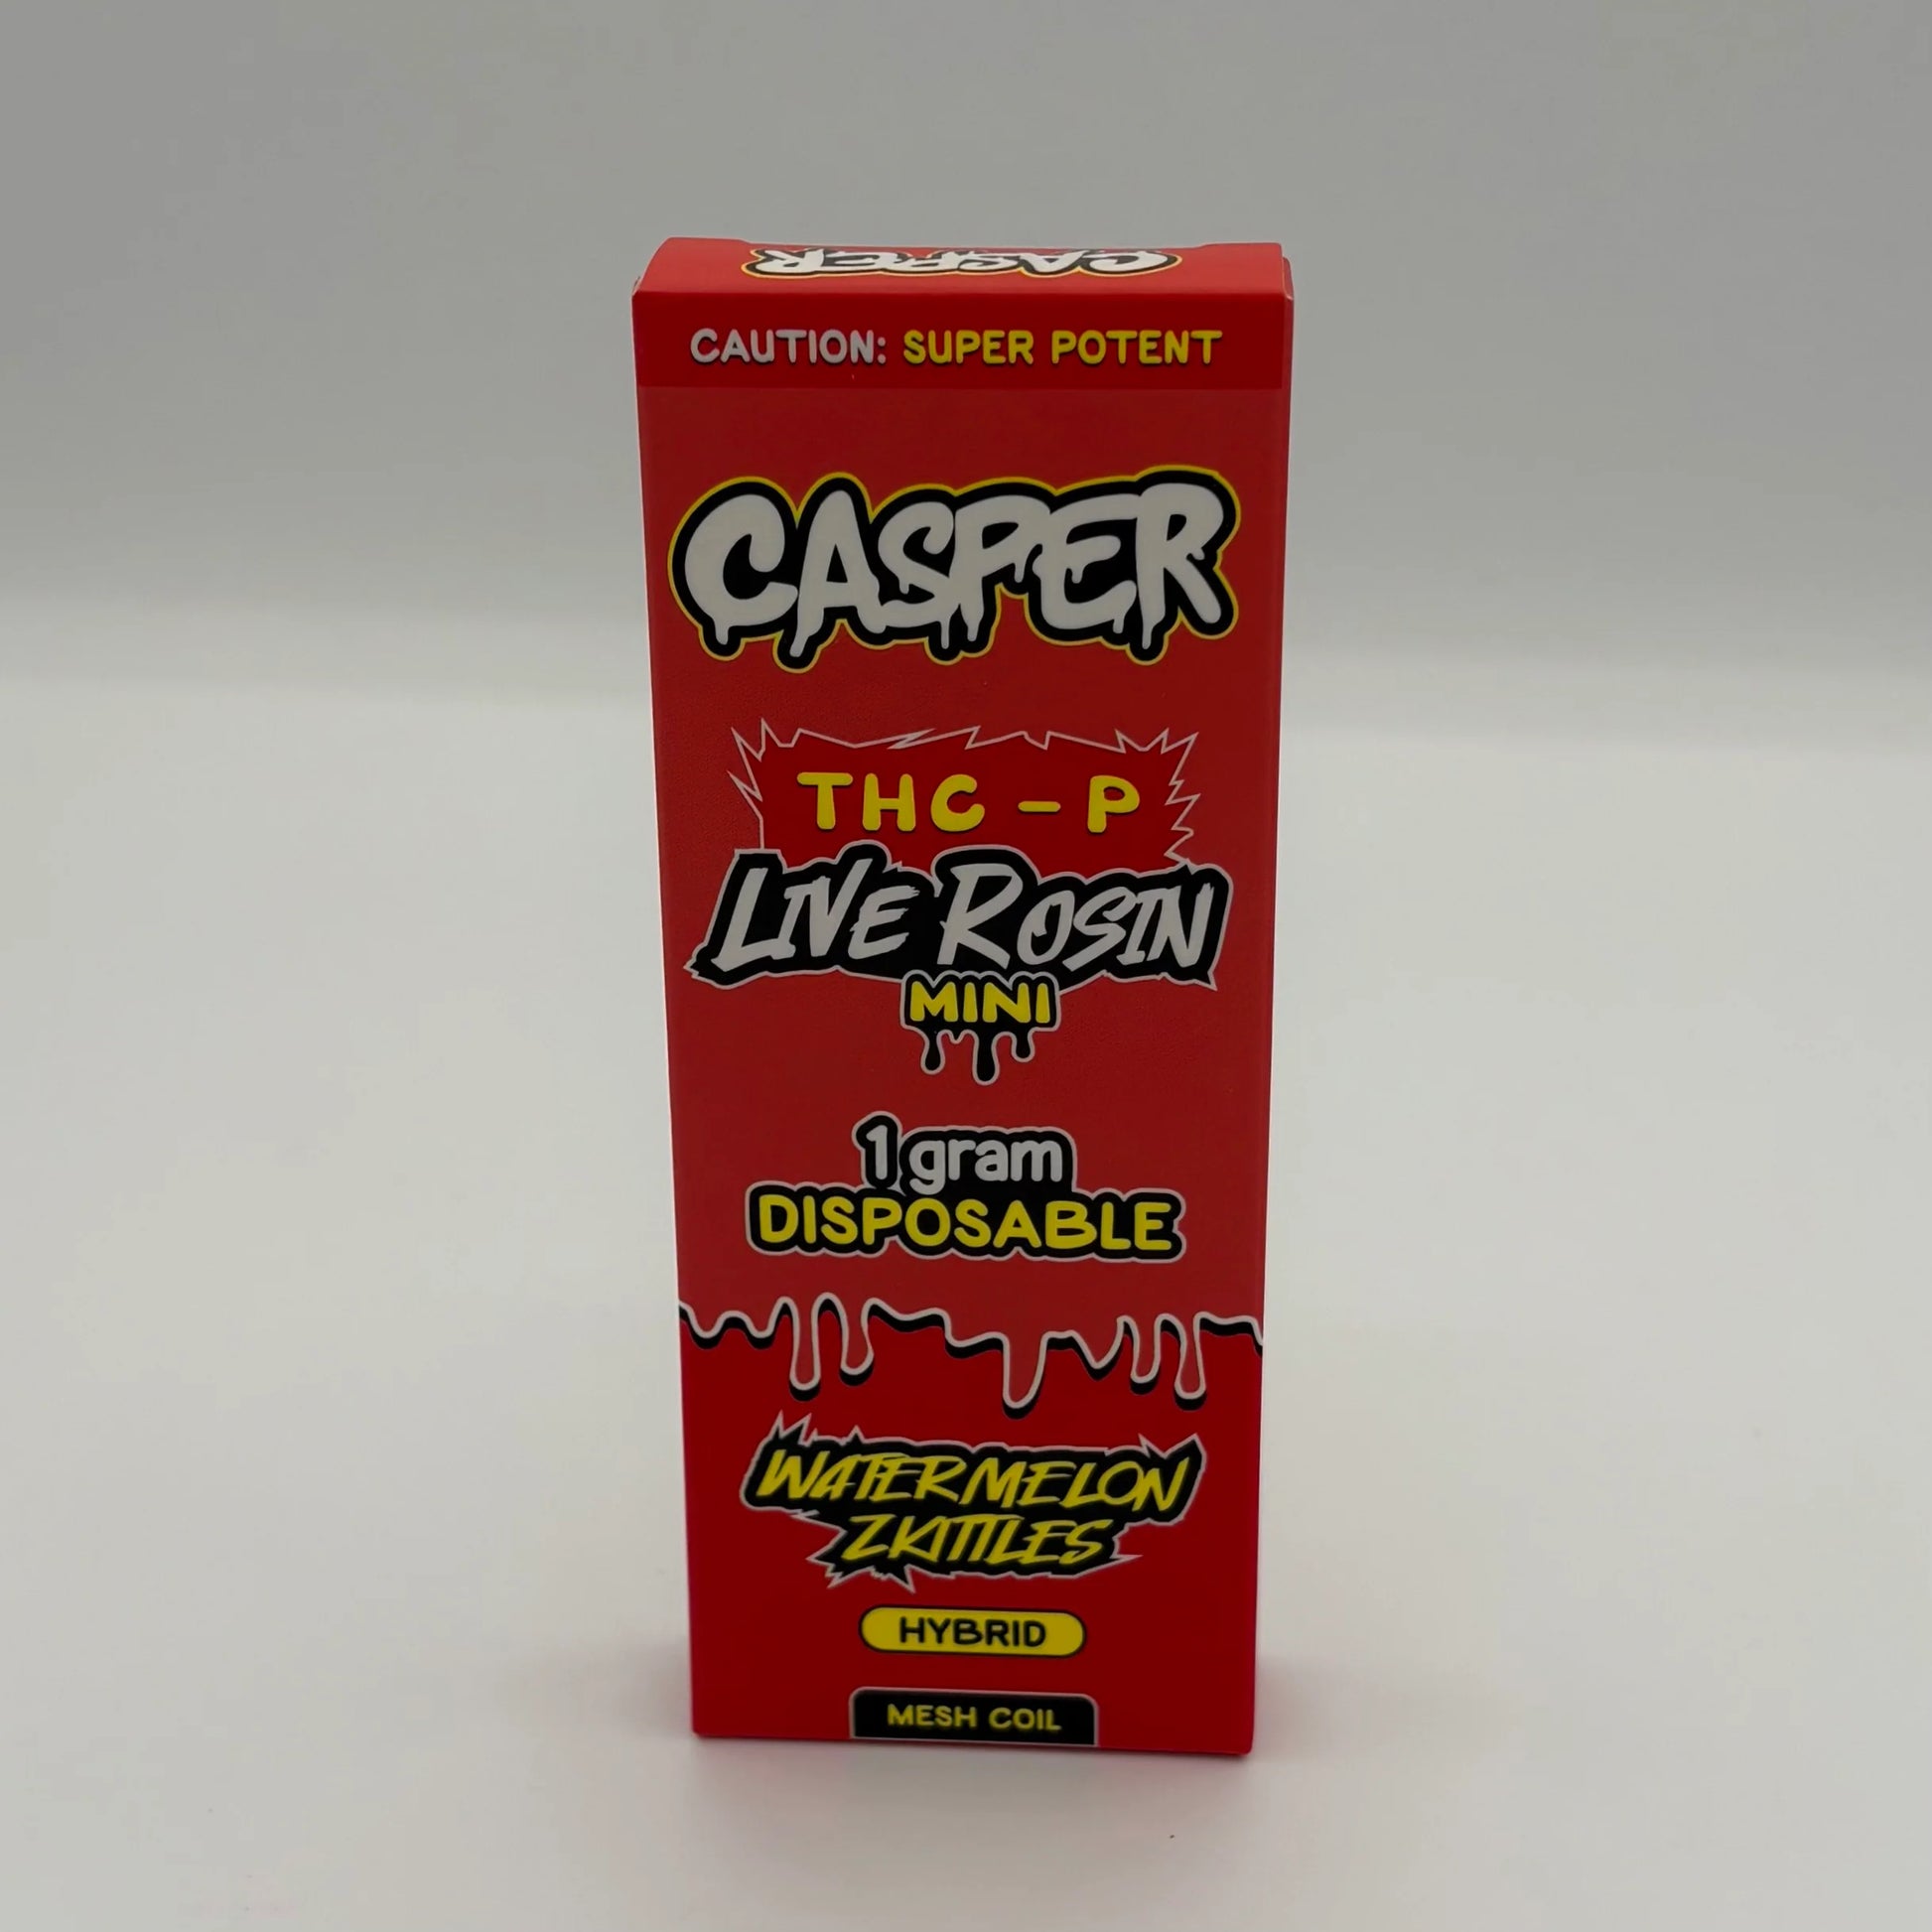 CASPER
CAUTION: SUPER POTENT
CASPER
THC - P
LIVE ROSIN
MINI
1 gram
DISPOSABLE
WATERMELON
ZKITTLES
HYBRID
MESH COIL